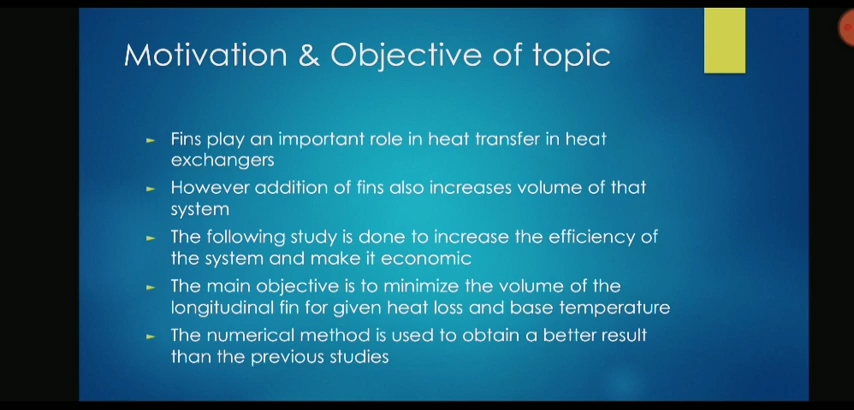 Motivation & Objective of topic
Fins play an important role in heat transfer in heat
exchangers
However addition of fins also increases volume of that
system
The following study is done to increase the efficiency of
the system and make it economic
The main objective is to minimize the volume of the
longitudinal fin for given heat loss and base temperature
The numerical method is used to obtain a better result
than the previous studies